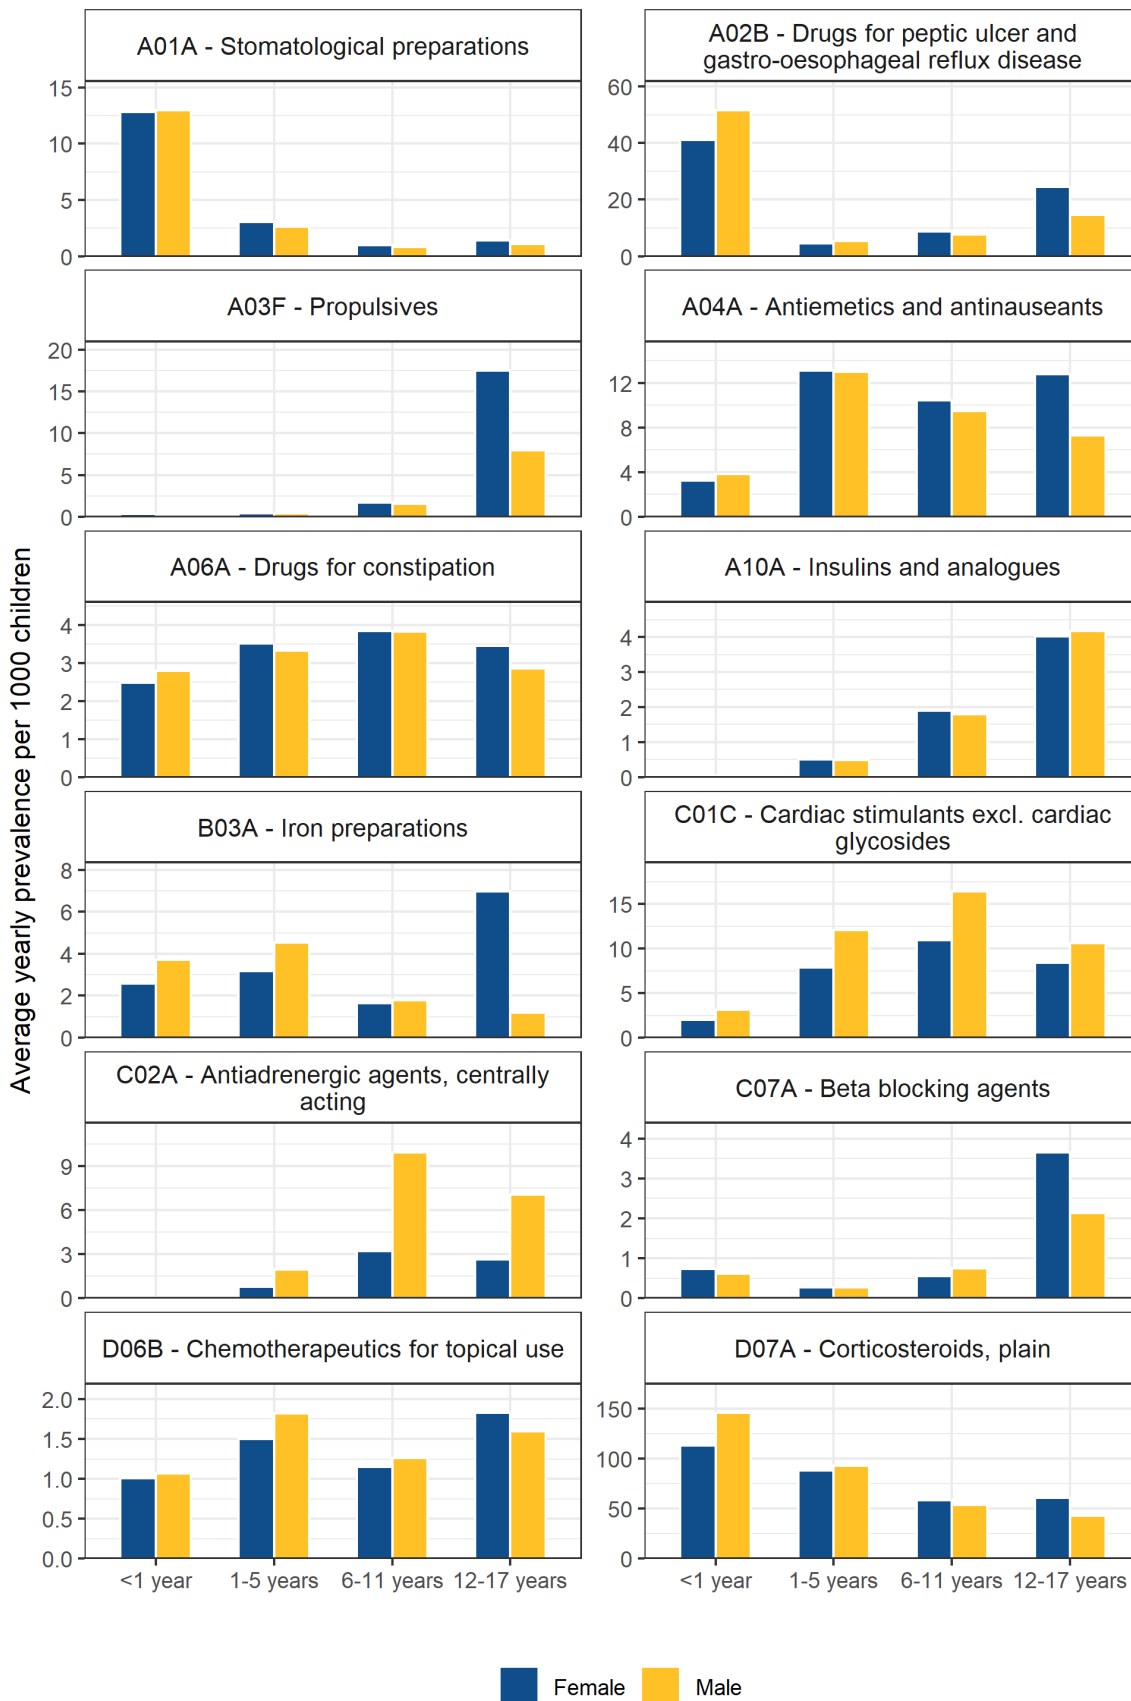 A01A - Stomatological preparations
15
10
5
0
A02B - Drugs for peptic ulcer and
gastro-oesophageal reflux disease
60
40
20
0
A03F - Propulsives
20
15
10
5
0
A04A - Antiemetics and antinauseants
12
8
4
0
A06A - Drugs for constipation
4
3
2
1
0
A10A - Insulins and analogues
4
3
2
1
0
B03A - Iron preparations
8
6
4
2
0
C01C - Cardiac stimulants excl. cardiac
glycosides
15
10
5
0
C02A - Antiadrenergic agents, centrally
acting
9
6
3
0
C07A - Beta blocking agents
4
3
2
1
0
D06B - Chemotherapeutics for topical use
2.0
1.5
1.0
0.5
0.0
D07A - Corticosteroids, plain
150
100
50
0
<1 year 1-5 years 6-11 years 12-17 years
<1 year 1-5 years 6-11 years 12-17 years
Average yearly prevalence per 1000 children
Female Male